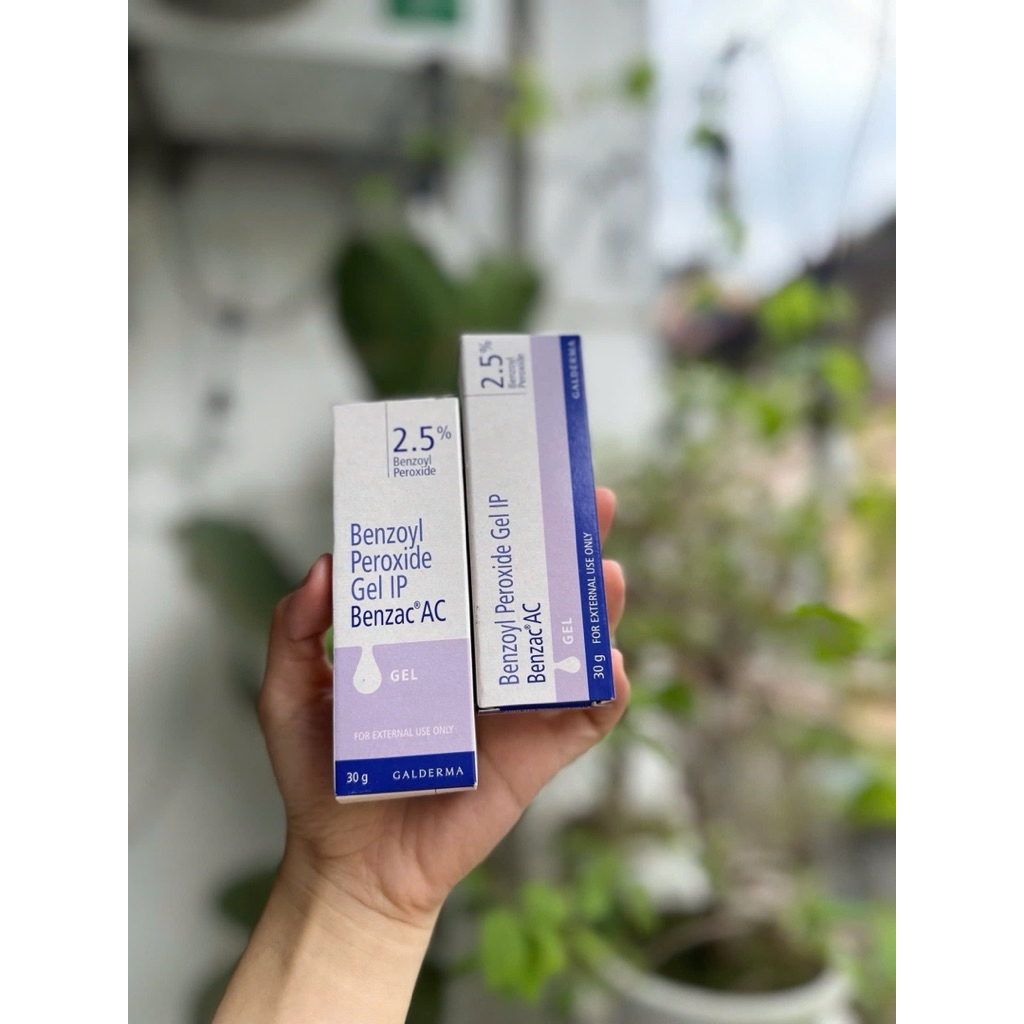 2.5%
Benzoyl
Peroxide
Benzoyl
Peroxide
Gel IP
Benzac® AC
GEL
FOR EXTERNAL USE ONLY
30 g GALDERMA
2.5%
Benzoyl
Peroxide
Benzoyl Peroxide Gel IP
Benzac® AC
GEL
30 g FOR EXTERNAL USE ONLY GALDERMA